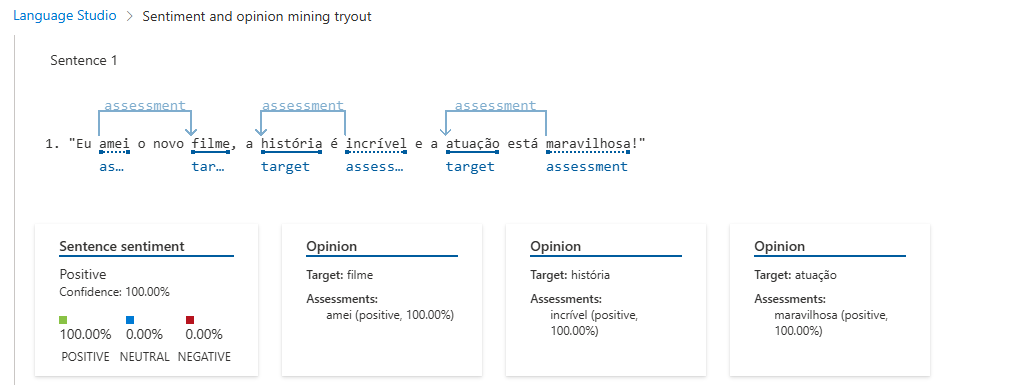 Language Studio > Sentiment and opinion mining tryout
Sentence 1
assessment assessment assessment
1. "Eu amei o novo filme, a história é incrível e a atuação está maravilhosa!"
as… tar… target assess… target assessment
Sentence sentiment
Positive
Confidence: 100.00%
100.00% 0.00% 0.00%
POSITIVE NEUTRAL NEGATIVE
Opinion
Target: filme
Assessments:
amei (positive, 100.00%)
Opinion
Target: história
Assessments:
incrível (positive,
100.00%)
Opinion
Target: atuação
Assessments:
maravilhosa (positive,
100.00%)